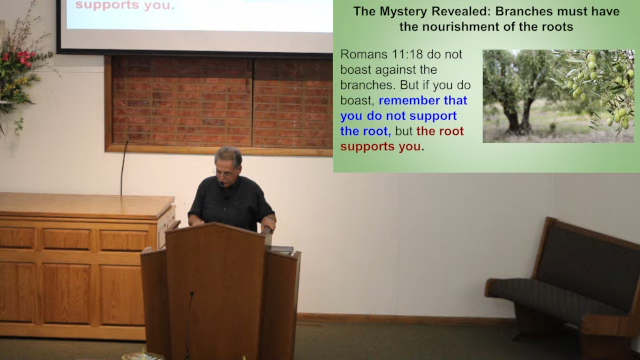 supports you.
The Mystery Revealed: Branches must have
the nourishment of the roots
Romans 11:18 do not
boast against the
branches. But if you do
boast, remember that
you do not support
the root, but the root
supports you.